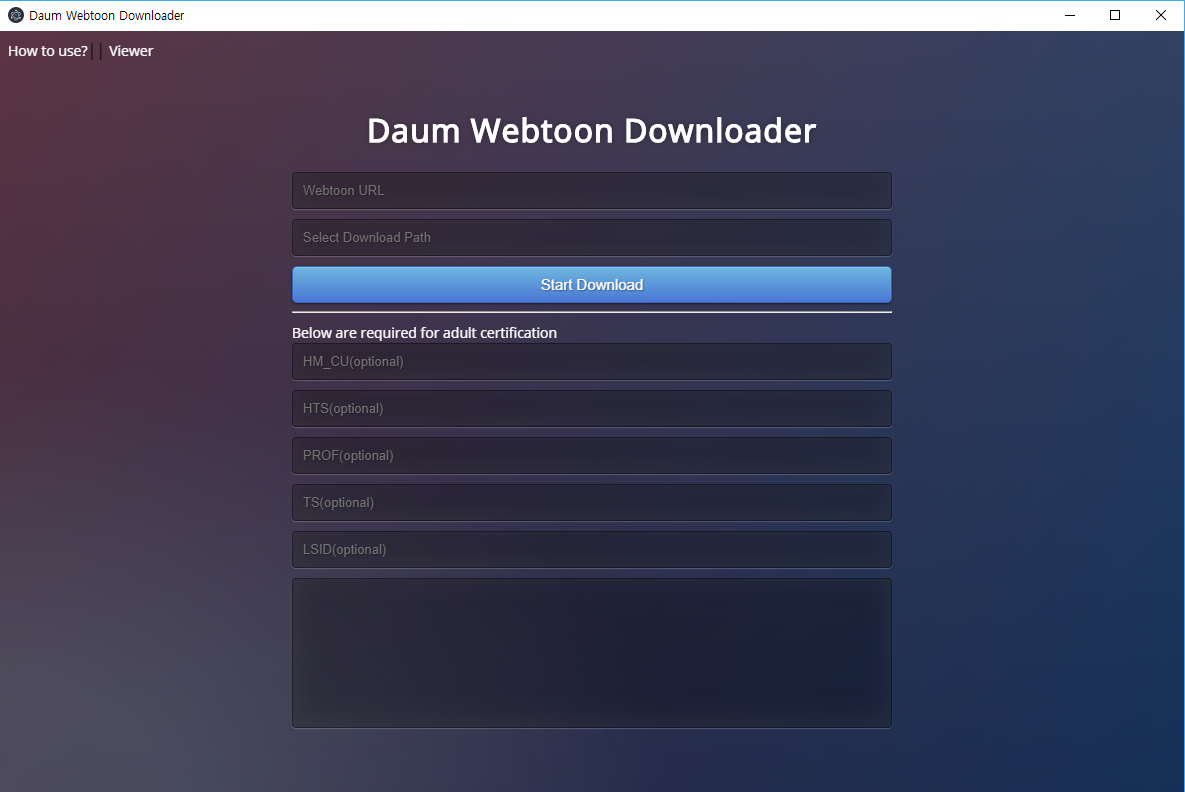 Daum Webtoon Downloader
How to use? | | Viewer
Daum Webtoon Downloader
Webtoon URL
Select Download Path
Start Download
Below are required for adult certification
HM_CU(optional)
HTS(optional)
PROF(optional)
TS(optional)
LSID(optional)